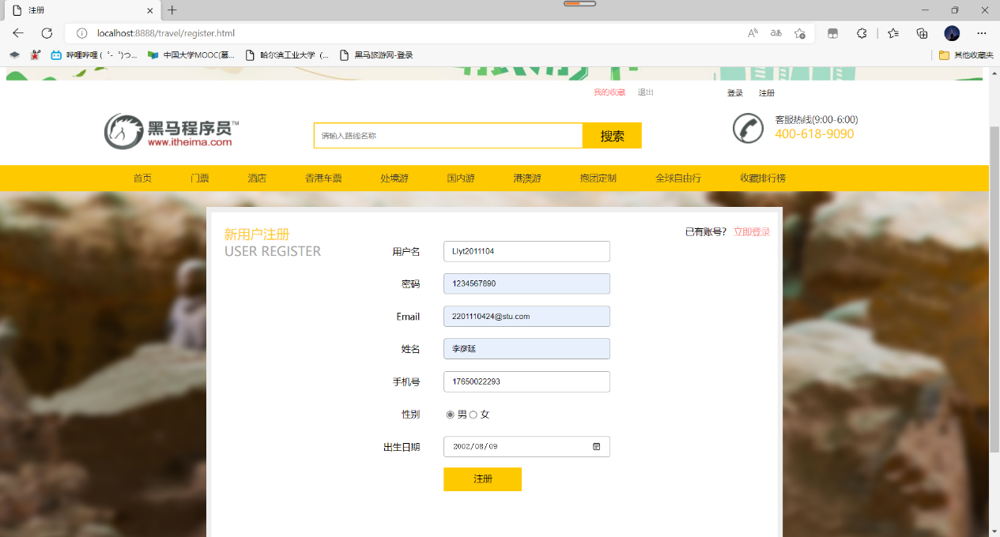 注册
localhost:8888/travel/register.html
哔哩哔哩 (゜-゜)つ... 中国大学MOOC(慕... 哈尔滨工业大学 (... 黑马旅游网-登录 其他收藏夹
我的收藏 退出 登录 注册
黑马程序员™
www.itheima.com
请输入路线名称 搜索
客服热线(9:00-6:00)
400-618-9090
首页 门票 酒店 香港车票 处境游 国内游 港澳游 抱团定制 全球自由行 收藏排行榜
新用户注册
USER REGISTER
已有账号? 立即登录
用户名 Llyt2011104
密码 1234567890
Email 2201110424@stu.com
姓名 李彦廷
手机号 17650022293
性别 男 女
出生日期 2002/08/09
注册